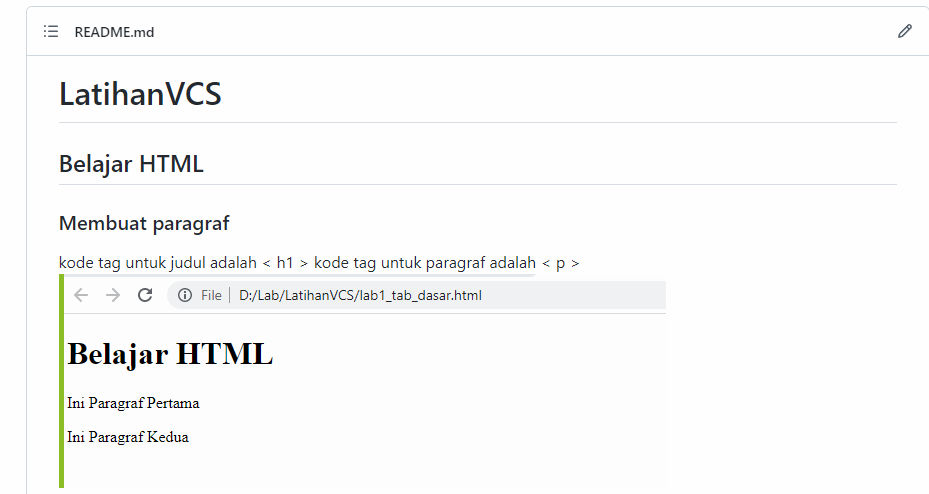 README.md
LatihanVCS
Belajar HTML
Membuat paragraf
kode tag untuk judul adalah < h1 > kode tag untuk paragraf adalah < p >
File | D:/Lab/LatihanVCS/lab1_tab_dasar.html
Belajar HTML
Ini Paragraf Pertama
Ini Paragraf Kedua